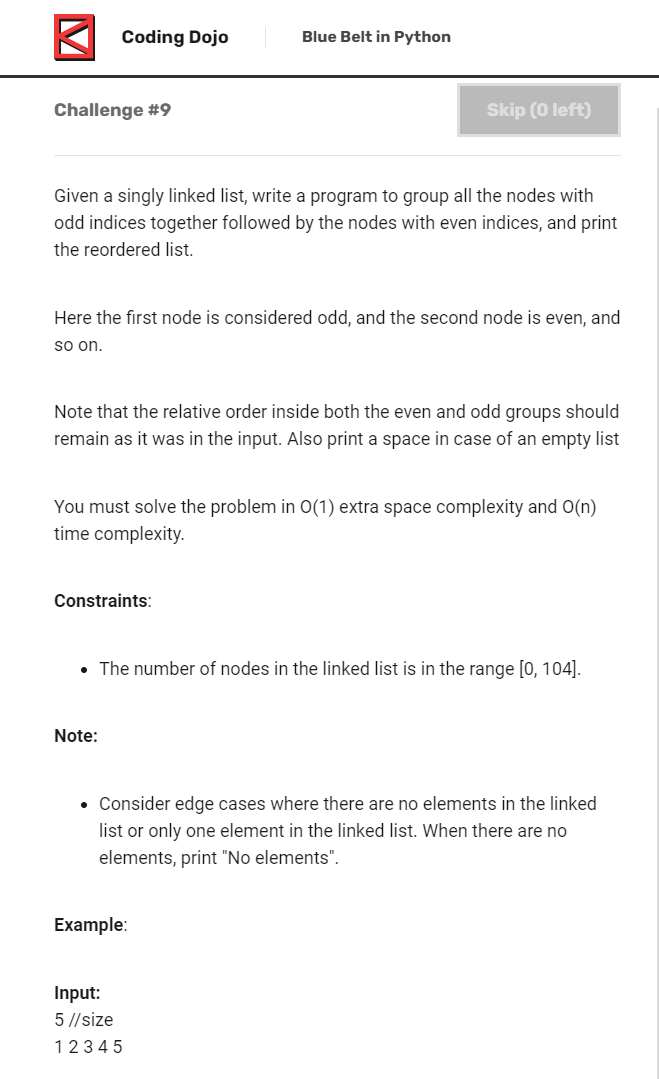 Coding Dojo
Blue Belt in Python
Challenge #9
Skip (0 left)
Given a singly linked list, write a program to group all the nodes with
odd indices together followed by the nodes with even indices, and print
the reordered list.
Here the first node is considered odd, and the second node is even, and
so on.
Note that the relative order inside both the even and odd groups should
remain as it was in the input. Also print a space in case of an empty list
You must solve the problem in O(1) extra space complexity and O(n)
time complexity.
Constraints:
• The number of nodes in the linked list is in the range [0, 104].
Note:
• Consider edge cases where there are no elements in the linked
list or only one element in the linked list. When there are no
elements, print "No elements".
Example:
Input:
5 //size
1 2 3 4 5